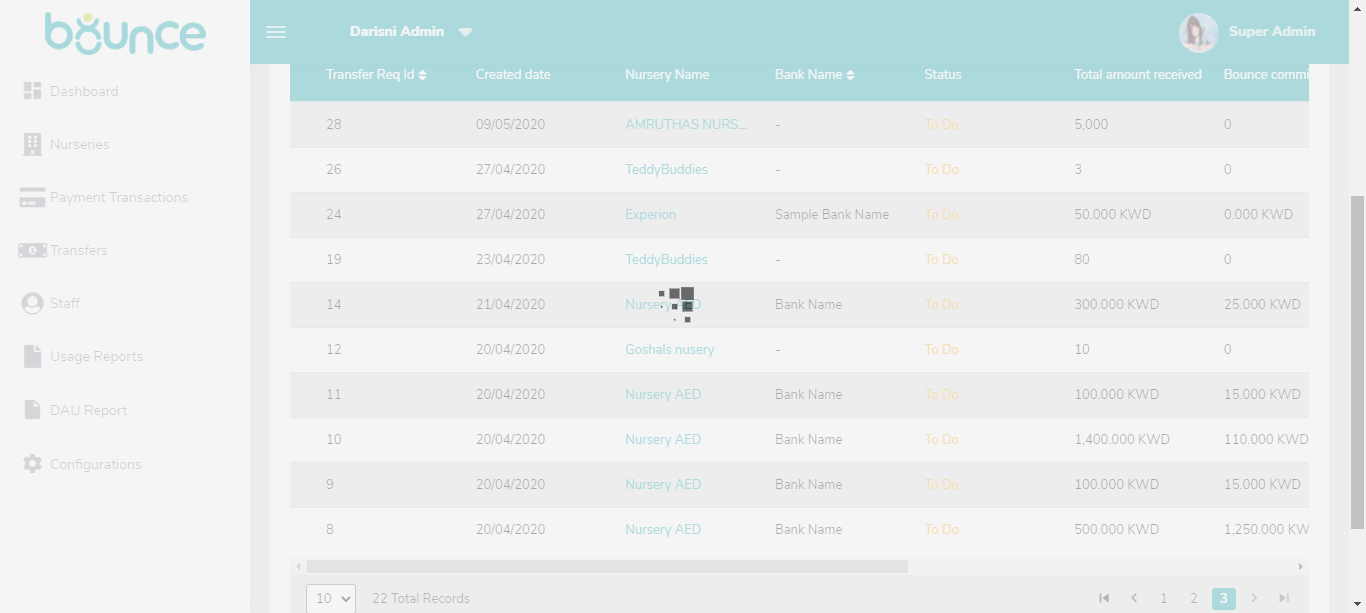 bounce
Darisni Admin
Super Admin
Dashboard
Nurseries
Payment Transactions
Transfers
Staff
Usage Reports
DAU Report
Configurations
Transfer Req Id Created date Nursery Name Bank Name Status Total amount received Bounce commi
28 09/05/2020 AMRUTHAS NURS... - To Do 5,000 0
26 27/04/2020 TeddyBuddies - To Do 3 0
24 27/04/2020 Experion Sample Bank Name To Do 50.000 KWD 0.000 KWD
19 23/04/2020 TeddyBuddies - To Do 80 0
14 21/04/2020 Nursery AED Bank Name To Do 300.000 KWD 25.000 KWD
12 20/04/2020 Goshals nusery - To Do 10 0
11 20/04/2020 Nursery AED Bank Name To Do 100.000 KWD 15.000 KWD
10 20/04/2020 Nursery AED Bank Name To Do 1,400.000 KWD 110.000 KWD
9 20/04/2020 Nursery AED Bank Name To Do 100.000 KWD 15.000 KWD
8 20/04/2020 Nursery AED Bank Name To Do 500.000 KWD 1,250.000 KW
10 22 Total Records 1 2 3